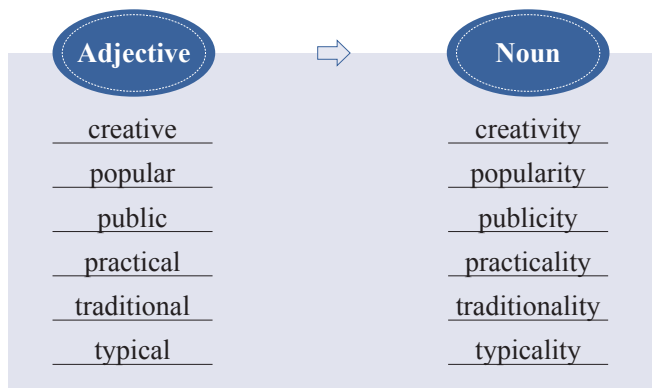 Adjective Noun
creative creativity
popular popularity
public publicity
practical practicality
traditional traditionality
typical typicality